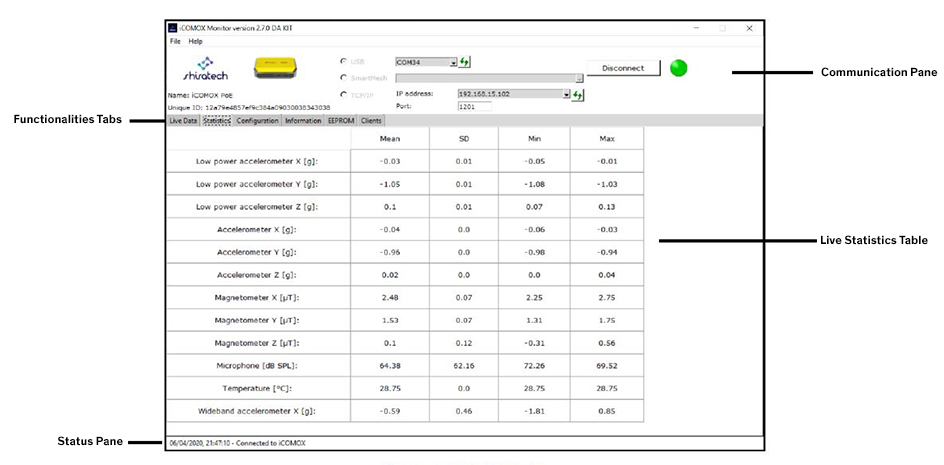 iCOMOX Monitor version 2.7.0 DA KIT
File Help
shiratech
USB COM34
SmartMesh
Disconnect
Communication Pane
Name: iCOMOX PoE
TCP/IP IP address: 192.168.15.102
Unique ID: 12a79e4857ef9c384a09030038343038
Port: 1201
Functionalities Tabs
Live Data Statistics Configuration Information EEPROM Clients
Mean SD Min Max
Low power accelerometer X [g]: -0.03 0.01 -0.05 -0.01
Low power accelerometer Y [g]: -1.05 0.01 -1.08 -1.03
Low power accelerometer Z [g]: 0.1 0.01 0.07 0.13
Accelerometer X [g]: -0.04 0.0 -0.06 -0.03
Live Statistics Table
Accelerometer Y [g]: -0.96 0.0 -0.98 -0.94
Accelerometer Z [g]: 0.02 0.0 0.0 0.04
Magnetometer X [µT]: 2.48 0.07 2.25 2.75
Magnetometer Y [µT]: 1.53 0.07 1.31 1.75
Magnetometer Z [µT]: 0.1 0.12 -0.31 0.56
Microphone [dB SPL]: 64.38 62.16 72.26 69.52
Temperature [°C]: 28.75 0.0 28.75 28.75
Wideband accelerometer X [g]: -0.59 0.46 -1.81 0.85
Status Pane
06/04/2020, 21:47:10 - Connected to iCOMOX